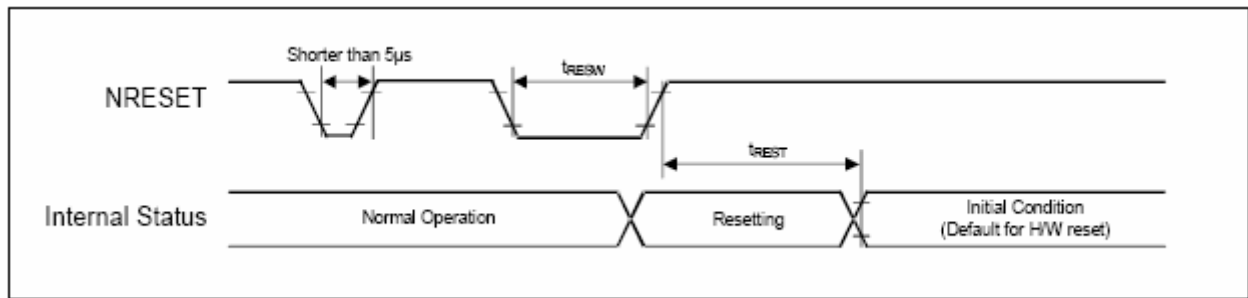 Shorter than 5µs
tRESW
NRESET
tREST
Internal Status
Normal Operation
Resetting
Initial Condition
(Default for H/W reset)